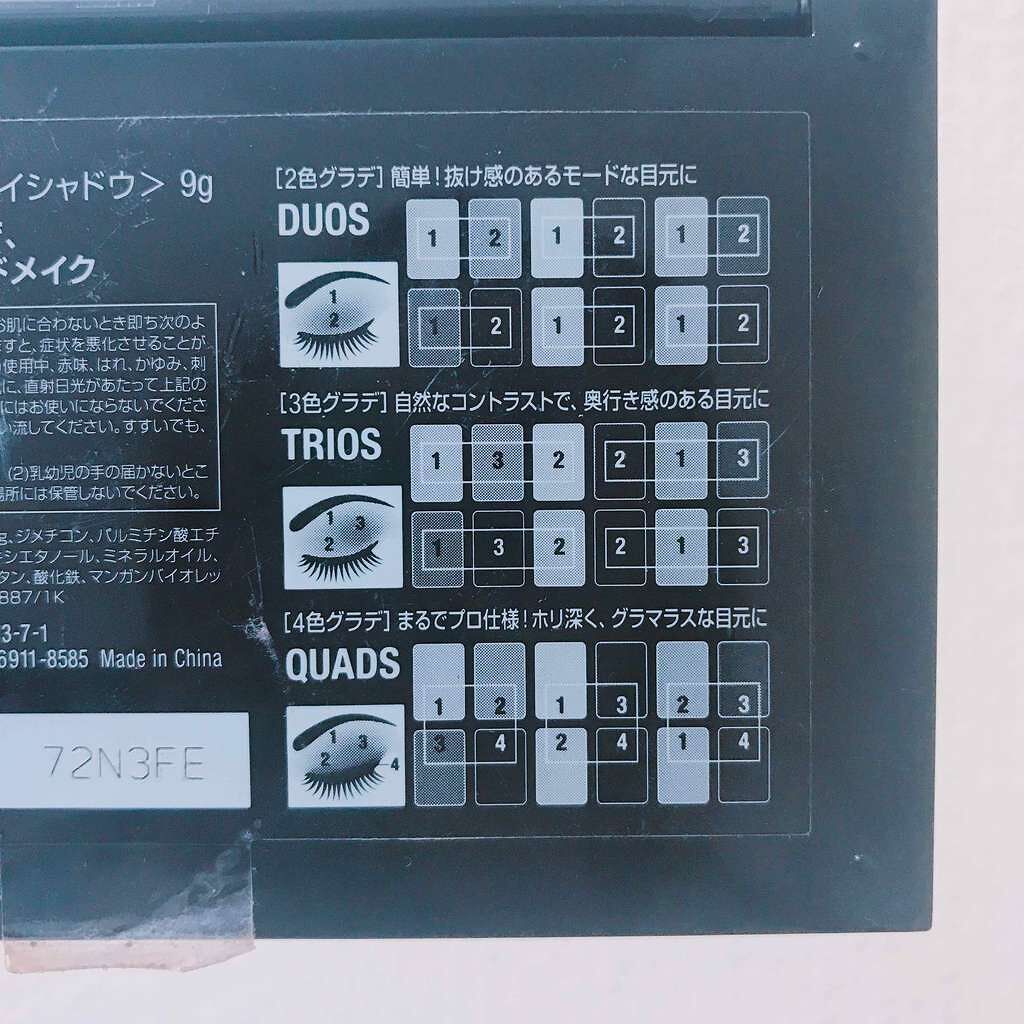 イシャドウ> 9g
ドメイク
お肌に合わないとき即ち次のよ
ますと、症状を悪化させることが
使用中、赤味、はれ、かゆみ、刺
に、直射日光があたって上記の
にはお使いにならないでくださ
い流してください。すすいでも、
(2)乳幼児の手の届かないとこ
場所には保管しないでください。
g、ジメチコン、パルミチン酸エチ
キシエタノール、ミネラルオイル、
タン、酸化鉄、マンガンバイオレッ
887/1K
3-7-1
6911-8585 Made in China
72N3FE
[2色グラデ] 簡単!抜け感のあるモードな目元に
DUOS
1 2 1 2 1 2
1
2
1 2 1 2 1 2
[3色グラデ] 自然なコントラストで、奥行き感のある目元に
TRIOS
1 3 2 2 1 3
1 3
2
1 3 2 2 1 3
[4色グラデ] まるでプロ仕様!ホリ深く、グラマラスな目元に
QUADS
1 2 1 3 2 3
1 3
2 4
3 4 2 4 1 4